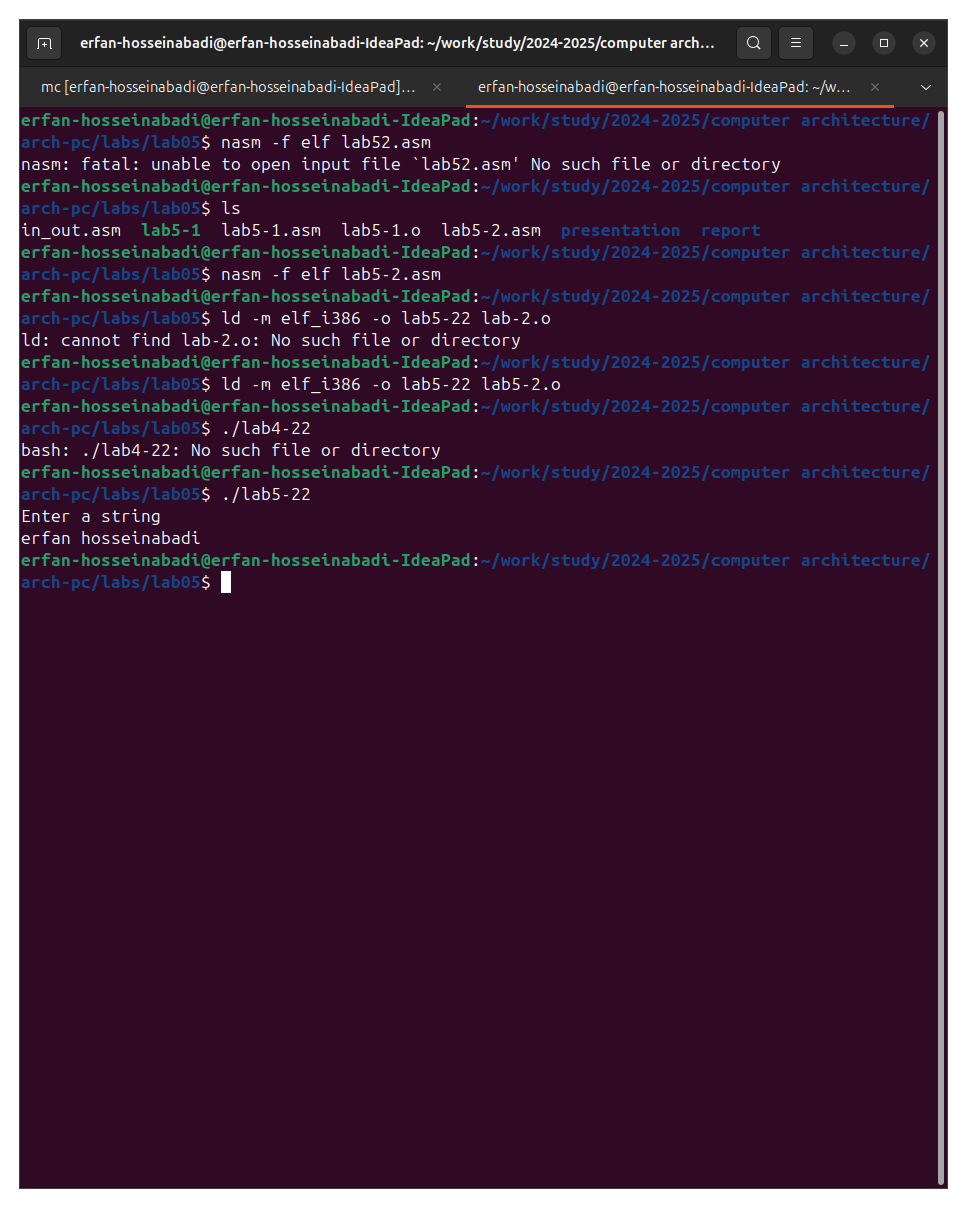 erfan-hosseinabadi@erfan-hosseinabadi-IdeaPad: ~/work/study/2024-2025/computer arch...
mc [erfan-hosseinabadi@erfan-hosseinabadi-IdeaPad]... erfan-hosseinabadi@erfan-hosseinabadi-IdeaPad: ~/w...
erfan-hosseinabadi@erfan-hosseinabadi-IdeaPad:~/work/study/2024-2025/computer architecture/
arch-pc/labs/lab05$ nasm -f elf lab52.asm
nasm: fatal: unable to open input file `lab52.asm' No such file or directory
erfan-hosseinabadi@erfan-hosseinabadi-IdeaPad:~/work/study/2024-2025/computer architecture/
arch-pc/labs/lab05$ ls
in_out.asm  lab5-1  lab5-1.asm  lab5-1.o  lab5-2.asm  presentation  report
erfan-hosseinabadi@erfan-hosseinabadi-IdeaPad:~/work/study/2024-2025/computer architecture/
arch-pc/labs/lab05$ nasm -f elf lab5-2.asm
erfan-hosseinabadi@erfan-hosseinabadi-IdeaPad:~/work/study/2024-2025/computer architecture/
arch-pc/labs/lab05$ ld -m elf_i386 -o lab5-22 lab-2.o
ld: cannot find lab-2.o: No such file or directory
erfan-hosseinabadi@erfan-hosseinabadi-IdeaPad:~/work/study/2024-2025/computer architecture/
arch-pc/labs/lab05$ ld -m elf_i386 -o lab5-22 lab5-2.o
erfan-hosseinabadi@erfan-hosseinabadi-IdeaPad:~/work/study/2024-2025/computer architecture/
arch-pc/labs/lab05$ ./lab4-22
bash: ./lab4-22: No such file or directory
erfan-hosseinabadi@erfan-hosseinabadi-IdeaPad:~/work/study/2024-2025/computer architecture/
arch-pc/labs/lab05$ ./lab5-22
Enter a string
erfan hosseinabadi
erfan-hosseinabadi@erfan-hosseinabadi-IdeaPad:~/work/study/2024-2025/computer architecture/
arch-pc/labs/lab05$